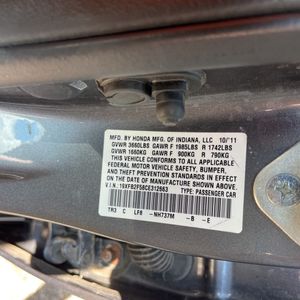 MFD. BY HONDA MFG. OF INDIANA, LLC 10/11
GVWR 3660LBS GAWR F 1985LBS R 1742LBS
GVWR 1660KG GAWR F 900KG R 790KG
THIS VEHICLE CONFORMS TO ALL APPLICABLE
FEDERAL MOTOR VEHICLE SAFETY, BUMPER,
AND THEFT PREVENTION STANDARDS IN EFFECT
ON THE DATE OF MANUFACTURE SHOWN ABOVE.
V.I.N.: 19XFB2F56CE312663 TYPE: PASSENGER CAR
TR3 C LF8 -NH737M -B -E